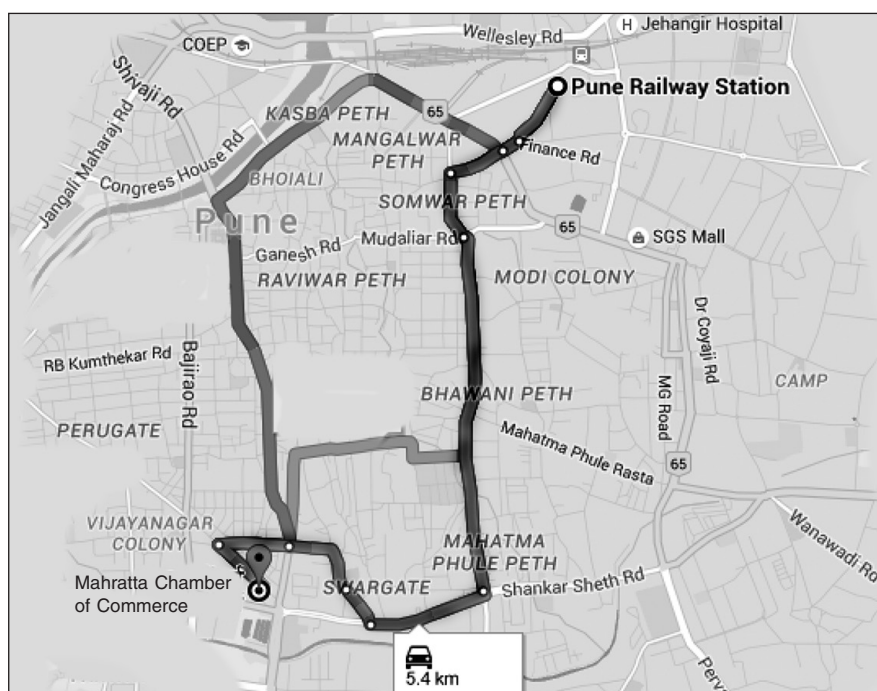 Wellesley Rd
H Jehangir Hospital
COEP
Shivaji Rd
Pune Railway Station
KASBA PETH
65
MANGALWAR
PETH
Finance Rd
Jangali Maharaj Rd
Congress House Rd
BHOIALI
SOMWAR PETH
Pune
65
Ganesh Rd
Mudaliar Rd
SGS Mall
RAVIWAR PETH
MODI COLONY
Dr Coyaji Rd
RB Kumthekar Rd
Bajirao Rd
BHAWANI PETH
MG Road
CAMP
PERUGATE
Mahatma Phule Rasta
65
VIJAYANAGAR
COLONY
MAHATMA
PHULE PETH
Wanawadi Rd
Mahratta Chamber
of Commerce
SWARGATE
Shankar Sheth Rd
5.4 km